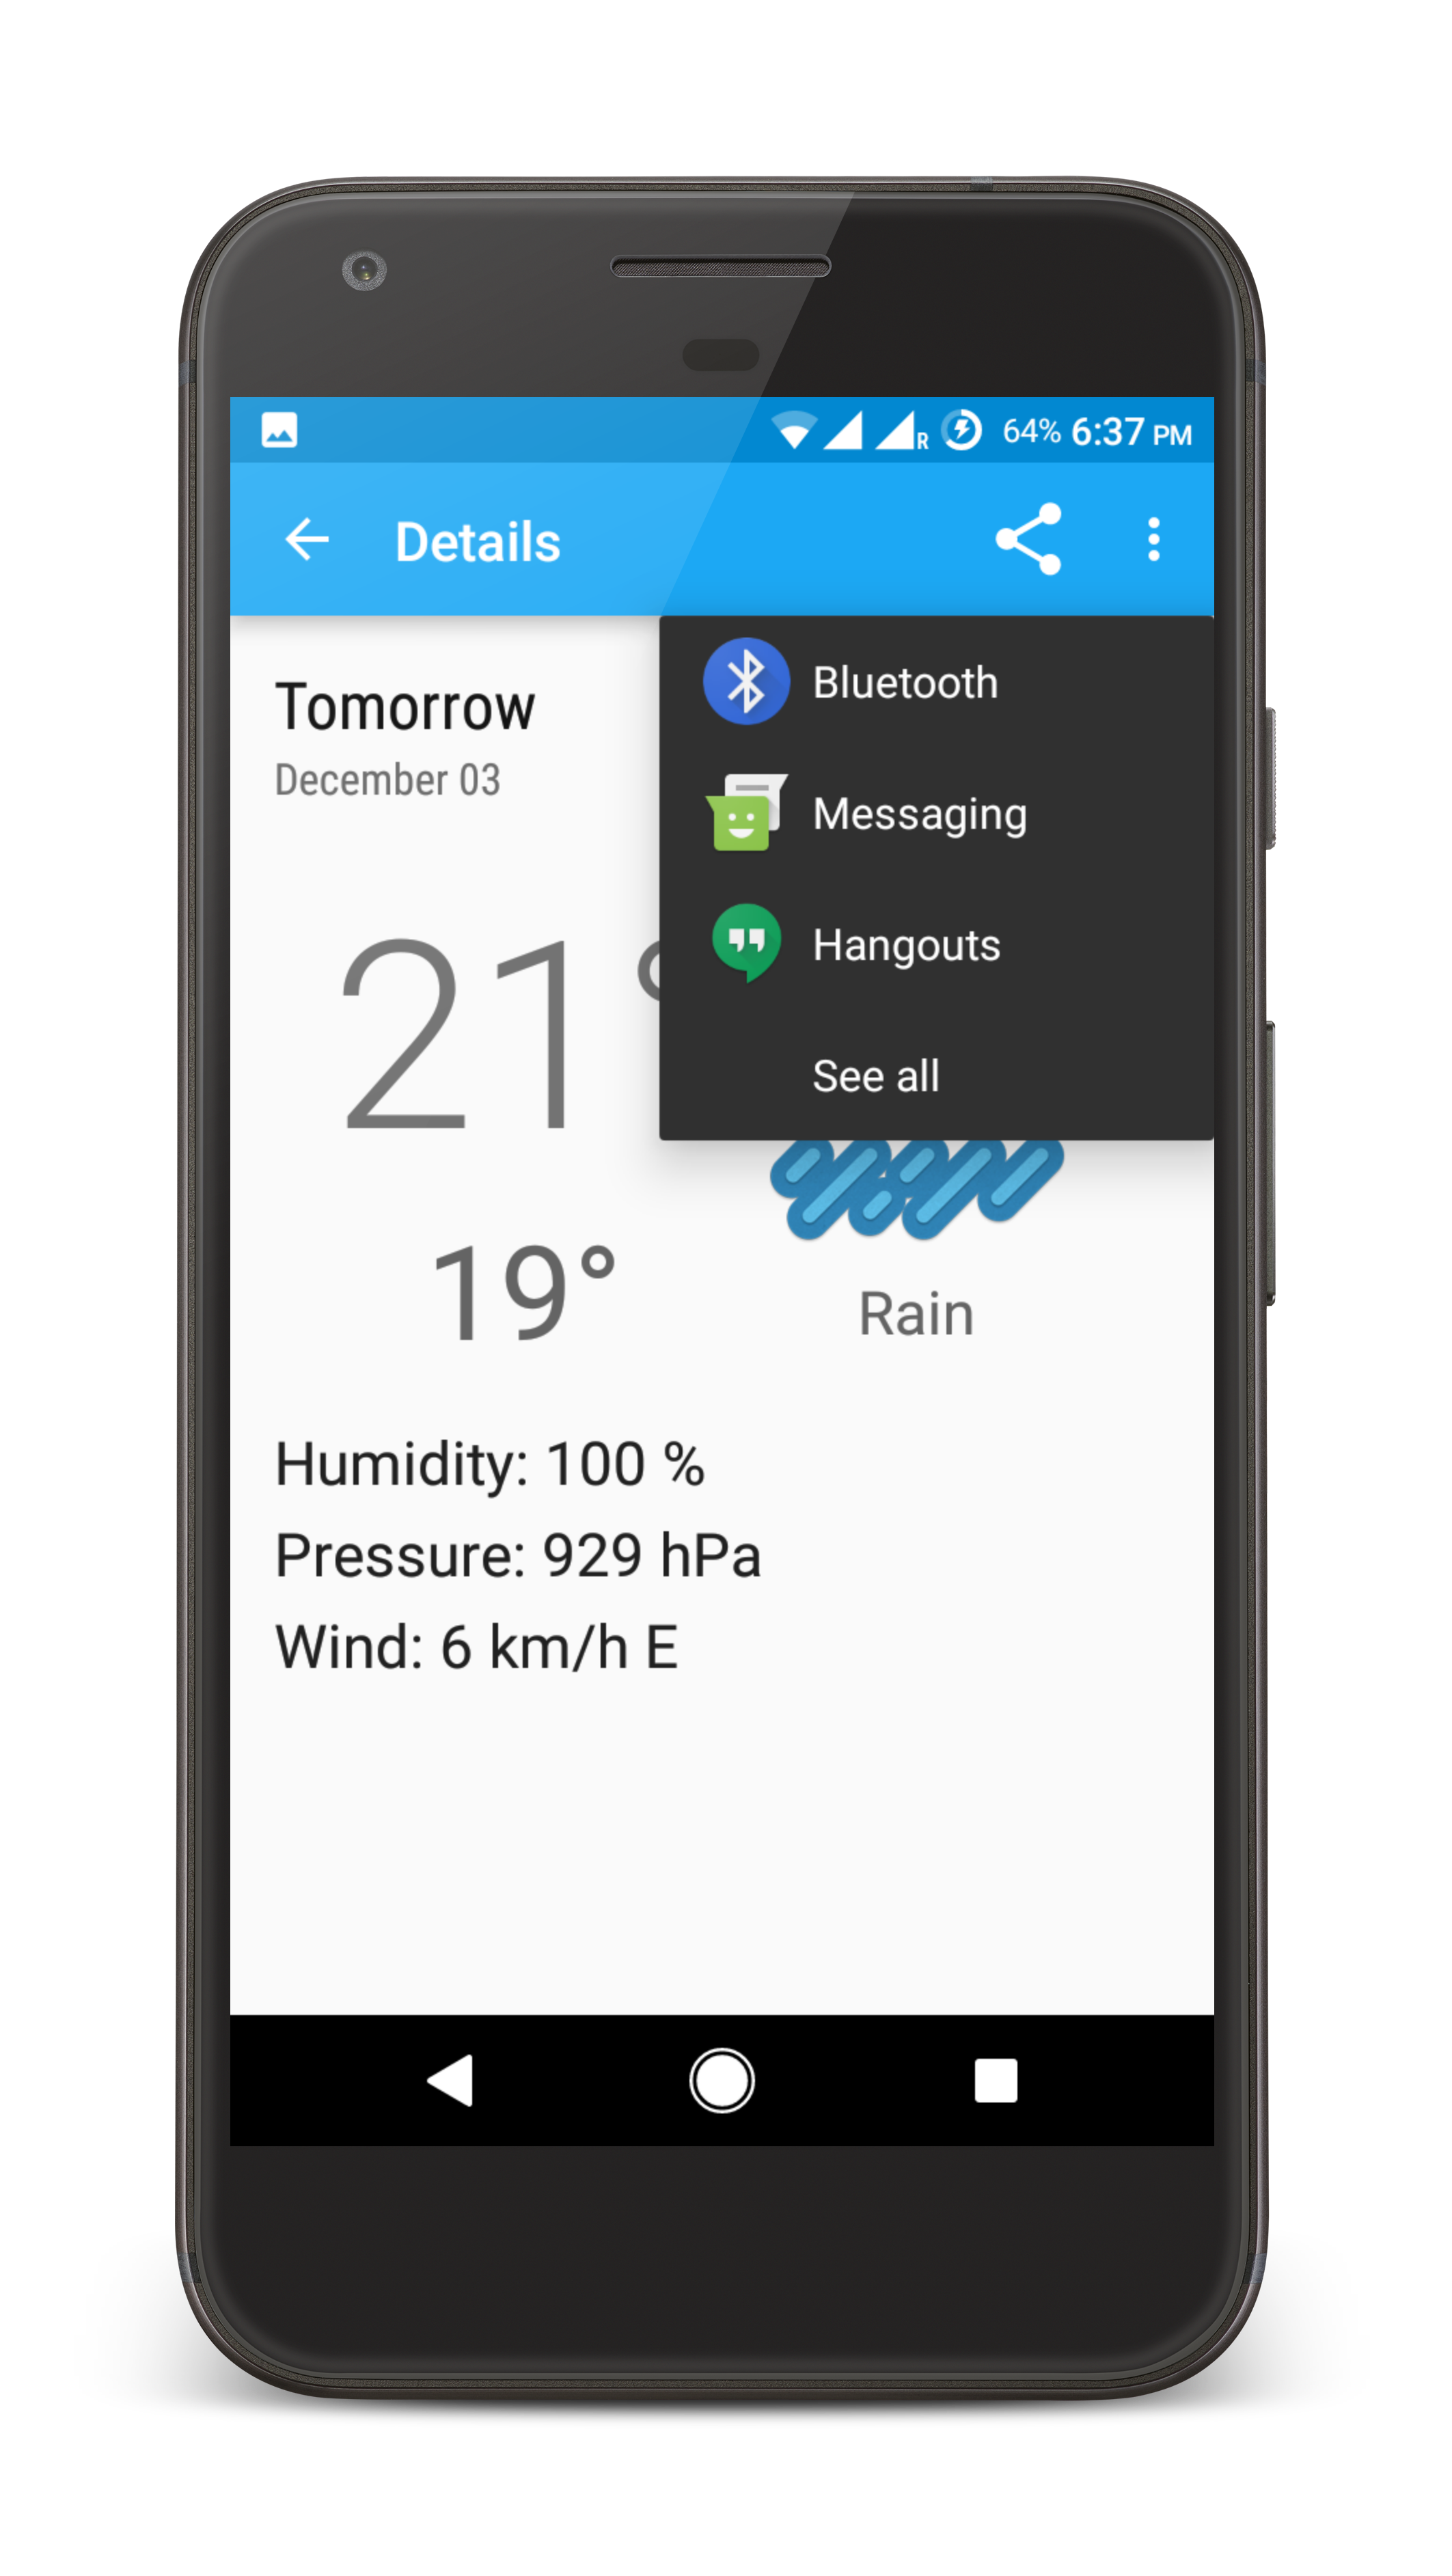 R 64% 6:37 PM
Details
Bluetooth
Messaging
Hangouts
See all
Tomorrow
December 03
21°
19°
Rain
Humidity: 100 %
Pressure: 929 hPa
Wind: 6 km/h E